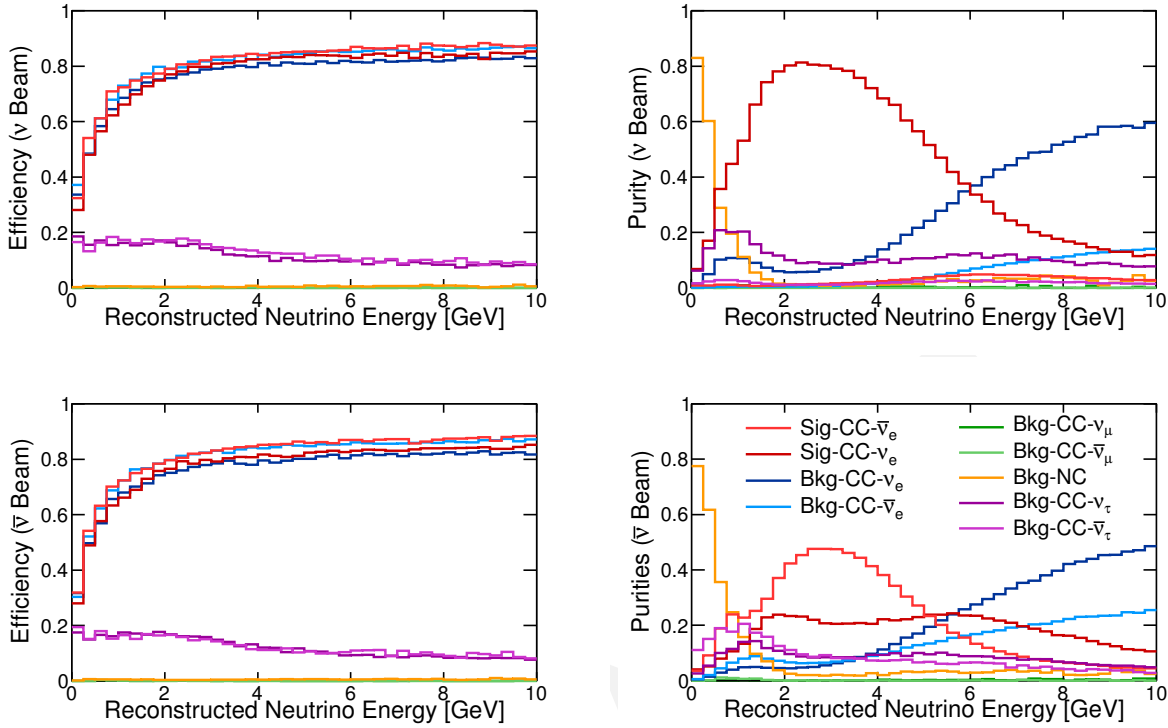 Efficiency (ν Beam)
1
0.8
0.6
0.4
0.2
0
0 2 4 6 8 10
Reconstructed Neutrino Energy [GeV]
Purity (ν Beam)
1
0.8
0.6
0.4
0.2
0
0 2 4 6 8 10
Reconstructed Neutrino Energy [GeV]
Efficiency (ν̅ Beam)
1
0.8
0.6
0.4
0.2
0
0 2 4 6 8 10
Reconstructed Neutrino Energy [GeV]
Purities (ν̅ Beam)
1
0.8
0.6
0.4
0.2
0
Sig-CC-ν̅e
Sig-CC-νe
Bkg-CC-νe
Bkg-CC-ν̅e
Bkg-CC-νμ
Bkg-CC-ν̅μ
Bkg-NC
Bkg-CC-ντ
Bkg-CC-ν̅τ
0 2 4 6 8 10
Reconstructed Neutrino Energy [GeV]